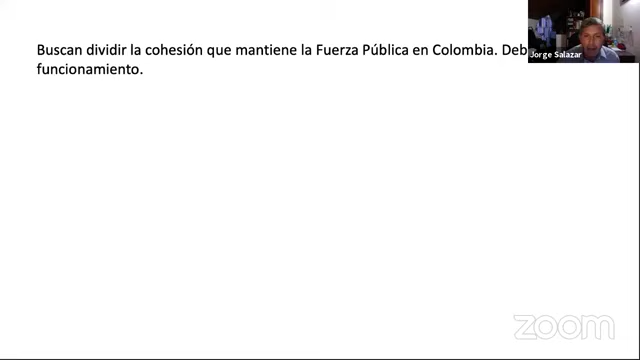 Buscan dividir la cohesión que mantiene la Fuerza Pública en Colombia. Deb
funcionamiento.
Jorge Salazar
zoom